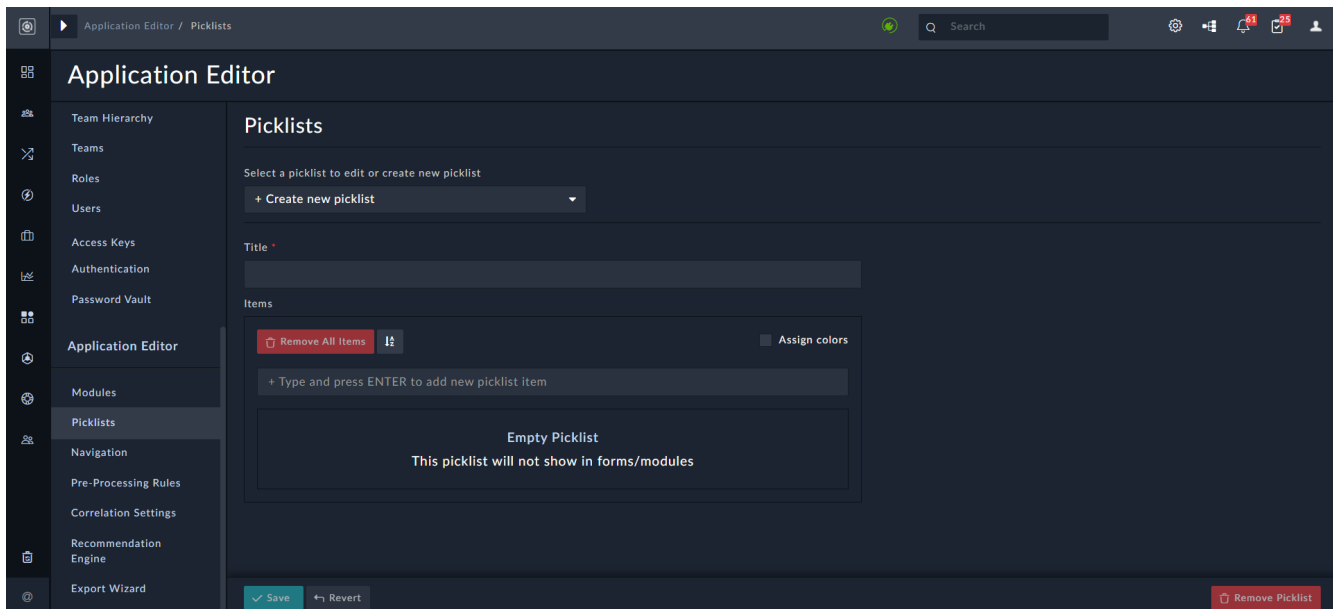 Application Editor / Picklists
Search
61
25
Application Editor
Team Hierarchy
Teams
Roles
Users
Access Keys
Authentication
Password Vault
Application Editor
Modules
Picklists
Navigation
Pre-Processing Rules
Correlation Settings
Recommendation
Engine
Export Wizard
@
Picklists
Select a picklist to edit or create new picklist
+ Create new picklist
Title *
Items
Remove All Items
Assign colors
+ Type and press ENTER to add new picklist item
Empty Picklist
This picklist will not show in forms/modules
Save
Revert
Remove Picklist